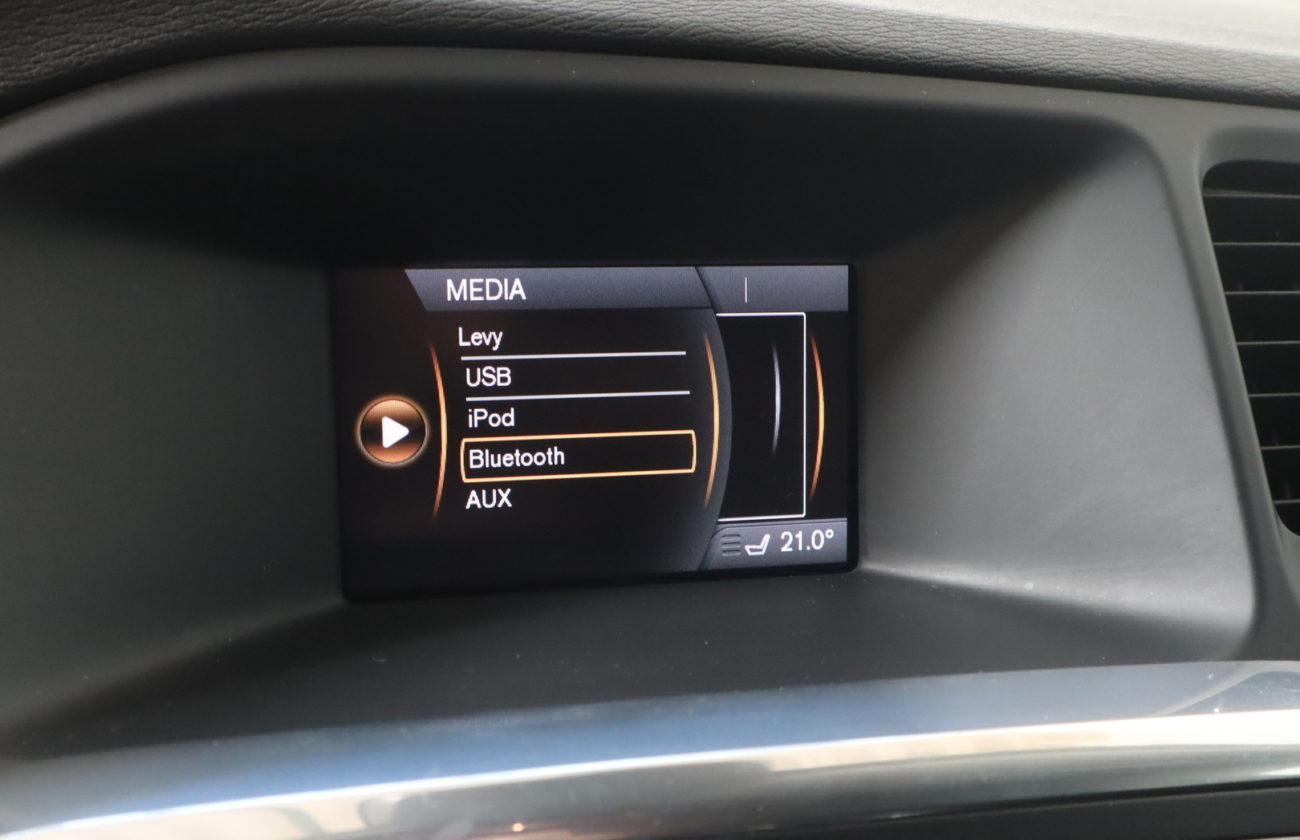 MEDIA
Levy
USB
iPod
Bluetooth
AUX
21.0°